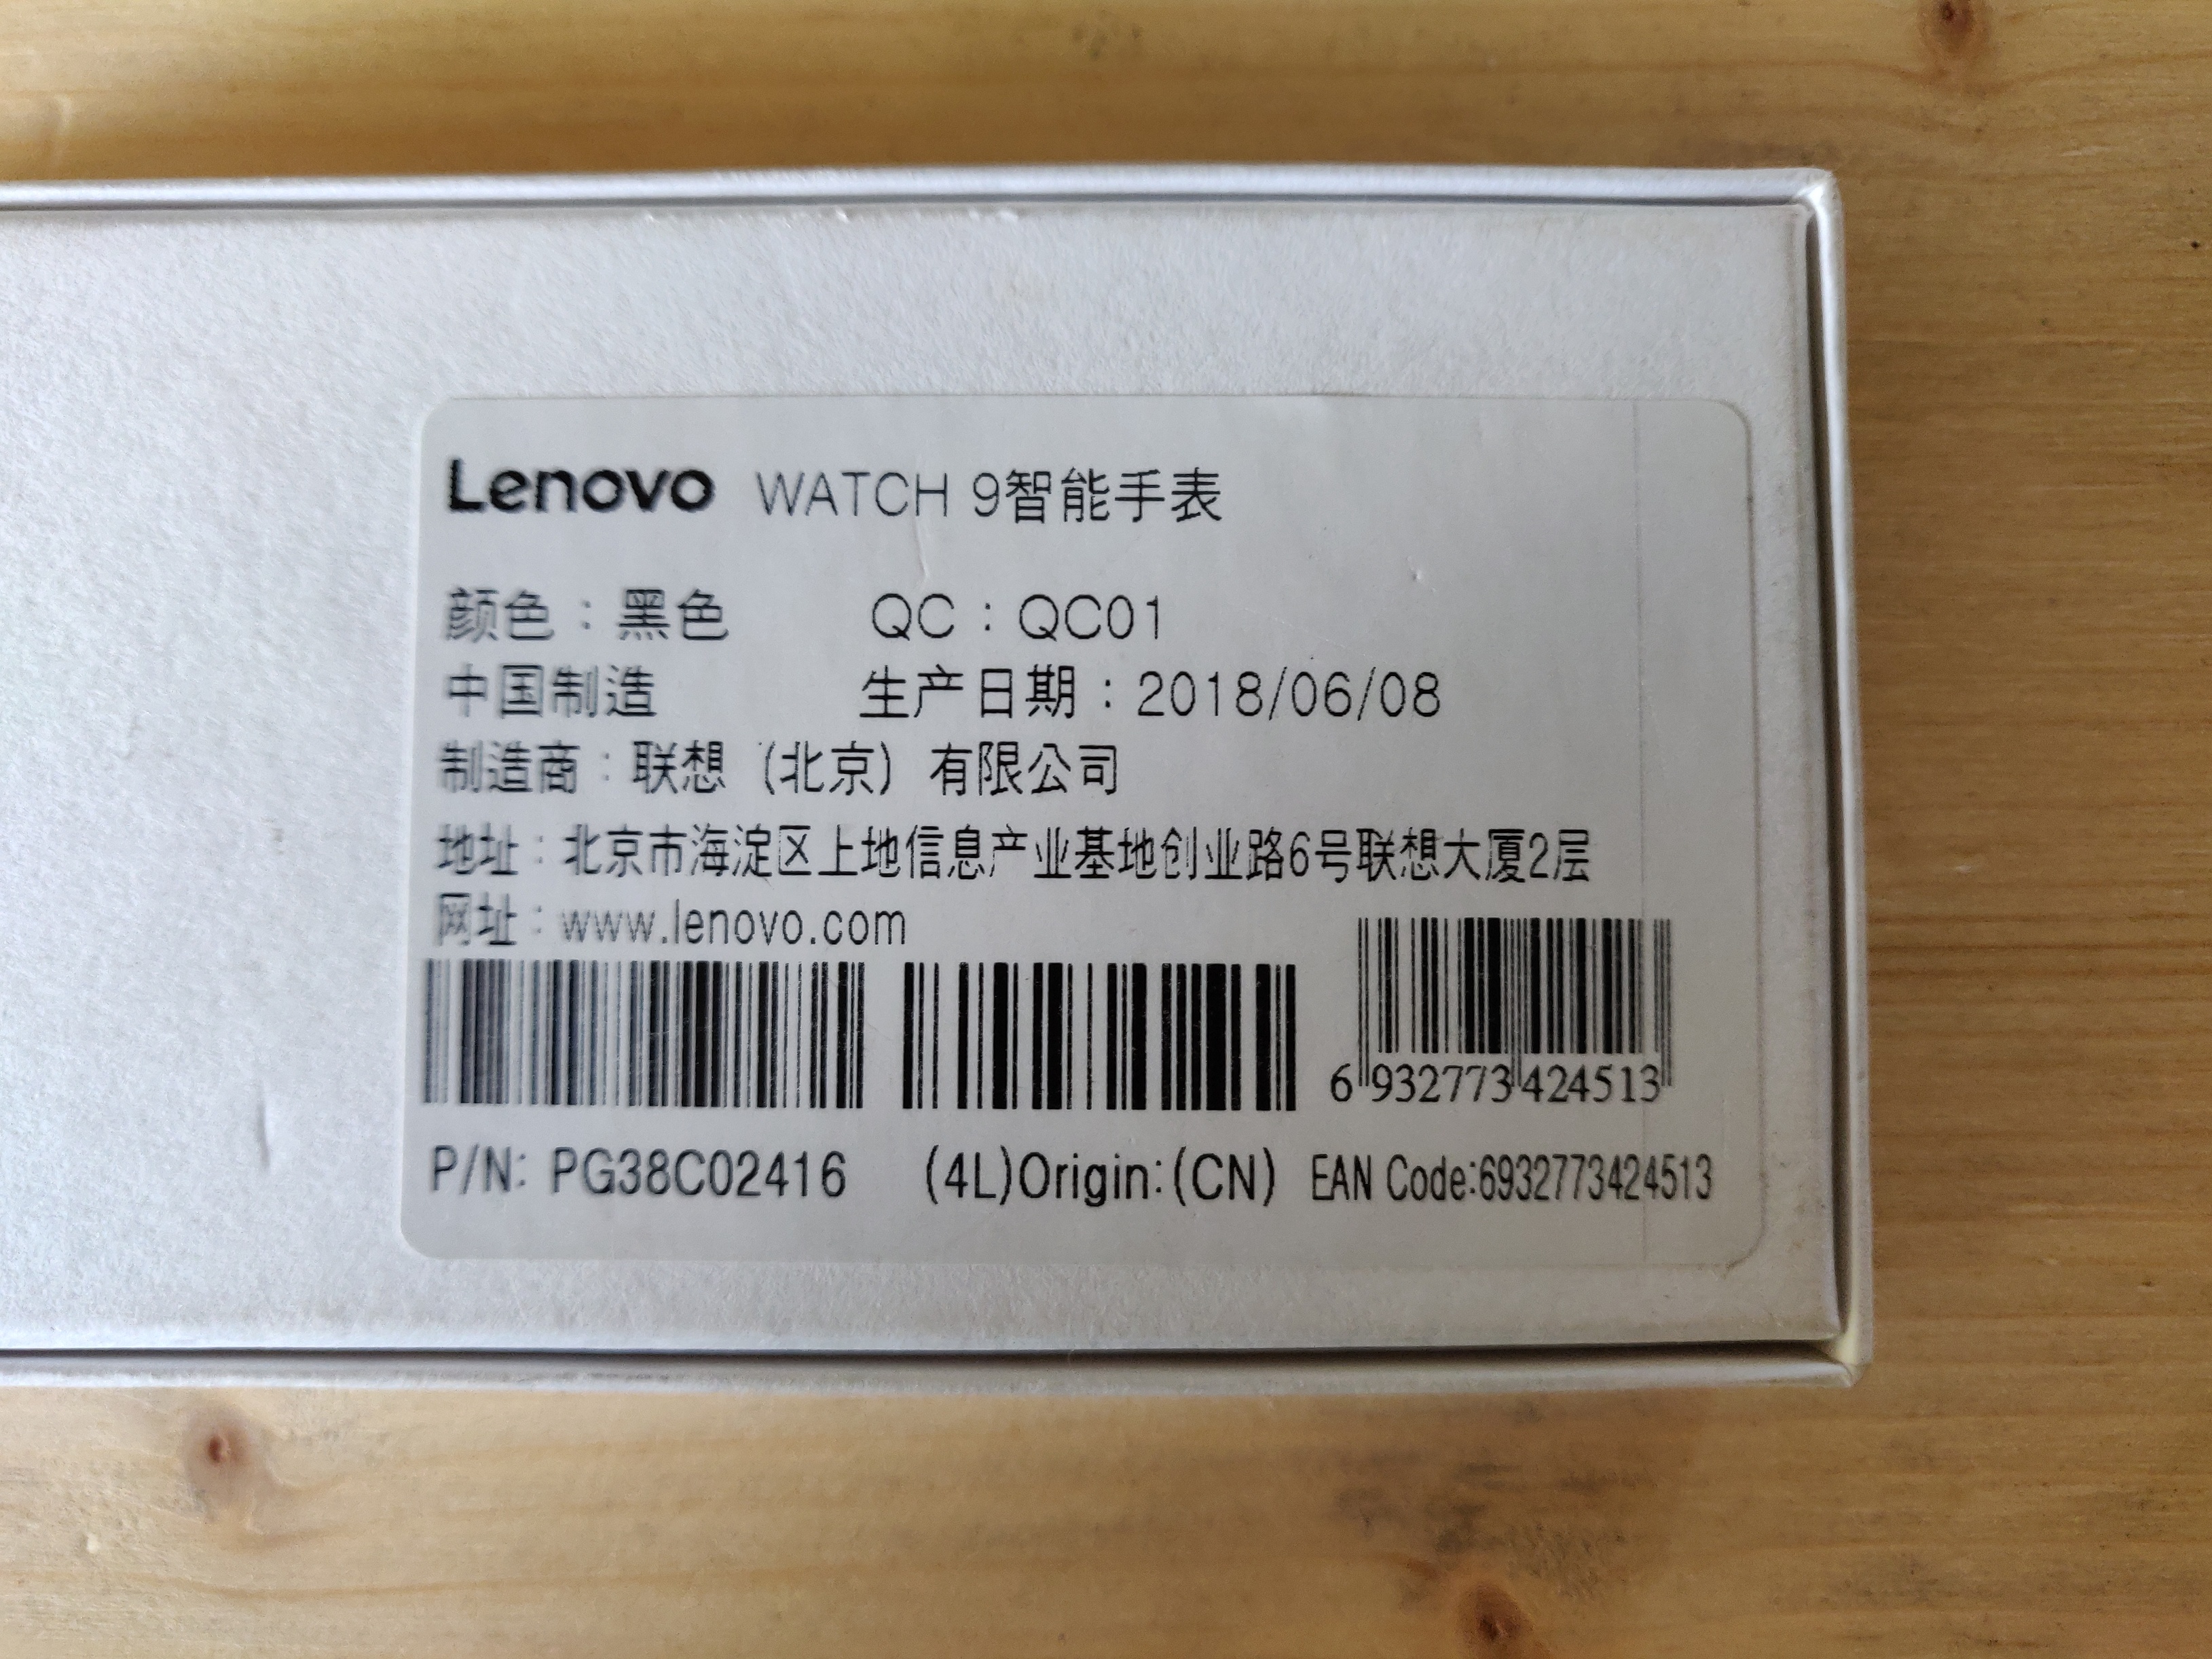 Lenovo WATCH 9智能手表
颜色：黑色 QC：QC01
中国制造 生产日期：2018/06/08
制造商：联想（北京）有限公司
地址：北京市海淀区上地信息产业基地创业路6号联想大厦2层
网址：www.lenovo.com
6 932773 424513
P/N: PG38C02416 (4L)Origin:(CN) EAN Code:6932773424513